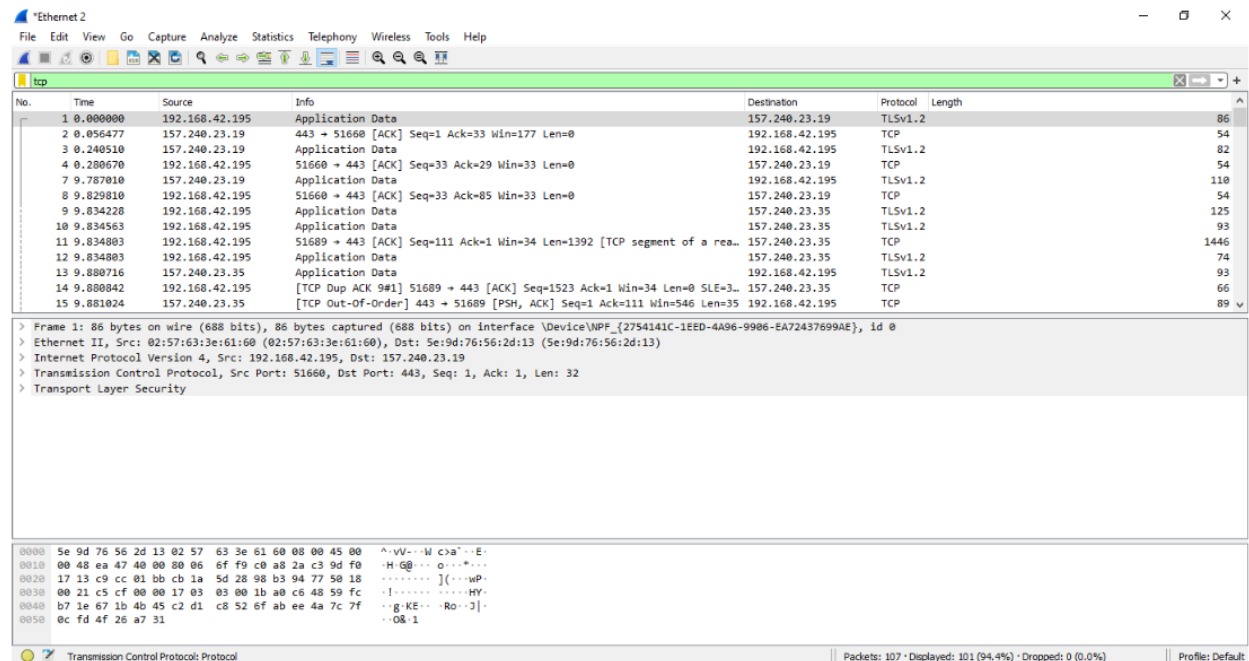 *Ethernet 2
File Edit View Go Capture Analyze Statistics Telephony Wireless Tools Help
tcp
No. Time Source Info Destination Protocol Length
1 0.000000 192.168.42.195 Application Data 157.240.23.19 TLSv1.2 86
2 0.056477 157.240.23.19 443 → 51660 [ACK] Seq=1 Ack=33 Win=177 Len=0 192.168.42.195 TCP 54
3 0.240510 157.240.23.19 Application Data 192.168.42.195 TLSv1.2 82
4 0.280670 192.168.42.195 51660 → 443 [ACK] Seq=33 Ack=29 Win=33 Len=0 157.240.23.19 TCP 54
7 9.787010 157.240.23.19 Application Data 192.168.42.195 TLSv1.2 110
8 9.829810 192.168.42.195 51660 → 443 [ACK] Seq=33 Ack=85 Win=33 Len=0 157.240.23.19 TCP 54
9 9.834228 192.168.42.195 Application Data 157.240.23.35 TLSv1.2 125
10 9.834563 192.168.42.195 Application Data 157.240.23.35 TLSv1.2 93
11 9.834803 192.168.42.195 51689 → 443 [ACK] Seq=111 Ack=1 Win=34 Len=1392 [TCP segment of a rea… 157.240.23.35 TCP 1446
12 9.834803 192.168.42.195 Application Data 157.240.23.35 TLSv1.2 74
13 9.880716 157.240.23.35 Application Data 192.168.42.195 TLSv1.2 93
14 9.880842 192.168.42.195 [TCP Dup ACK 9#1] 51689 → 443 [ACK] Seq=1523 Ack=1 Win=34 Len=0 SLE=3… 157.240.23.35 TCP 66
15 9.881024 157.240.23.35 [TCP Out-Of-Order] 443 → 51689 [PSH, ACK] Seq=1 Ack=111 Win=546 Len=35 192.168.42.195 TCP 89
> Frame 1: 86 bytes on wire (688 bits), 86 bytes captured (688 bits) on interface \Device\NPF_{2754141C-1EED-4A96-9906-EA72437699AE}, id 0
> Ethernet II, Src: 02:57:63:3e:61:60 (02:57:63:3e:61:60), Dst: 5e:9d:76:56:2d:13 (5e:9d:76:56:2d:13)
> Internet Protocol Version 4, Src: 192.168.42.195, Dst: 157.240.23.19
> Transmission Control Protocol, Src Port: 51660, Dst Port: 443, Seq: 1, Ack: 1, Len: 32
> Transport Layer Security
0000 5e 9d 76 56 2d 13 02 57 63 3e 61 60 08 00 45 00 ^·vV-··W c>a`··E·
0010 00 48 ea 47 40 00 80 06 6f f9 c0 a8 2a c3 9d f0 ·H·G@··· o···*···
0020 17 13 c9 cc 01 bb cb 1a 5d 28 98 b3 94 77 50 18 ········ ](···wP·
0030 00 21 c5 cf 00 00 17 03 03 00 1b a0 c6 48 59 fc ·!······ ·····HY·
0040 b7 1e 67 1b 4b 45 c2 d1 c8 52 6f ab ee 4a 7c 7f ··g·KE·· ·Ro··J|·
0050 0c fd 4f 26 a7 31 ··O&·1
Transmission Control Protocol: Protocol Packets: 107 · Displayed: 101 (94.4%) · Dropped: 0 (0.0%) Profile: Default